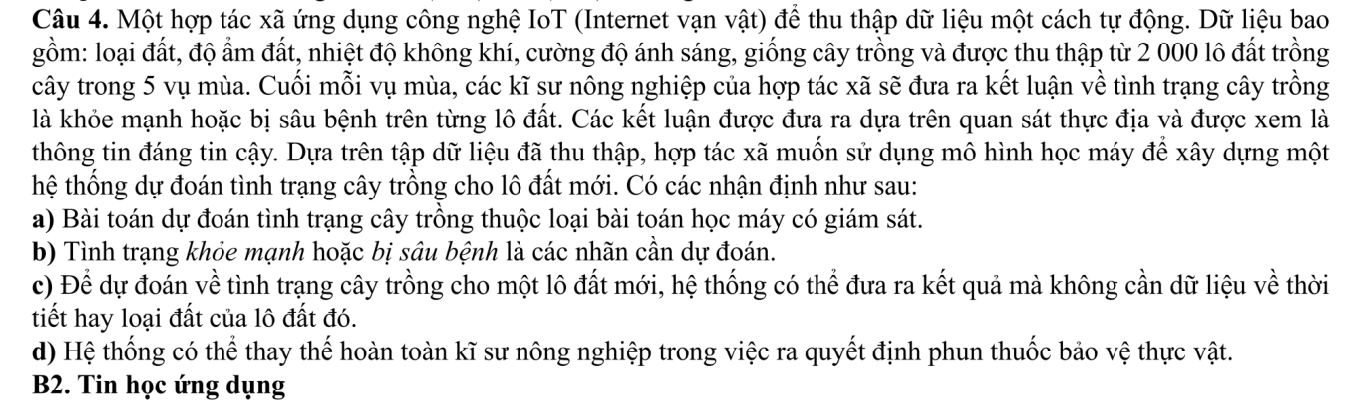 Câu 4. Một hợp tác xã ứng dụng công nghệ IoT (Internet vạn vật) để thu thập dữ liệu một cách tự động. Dữ liệu bao
gồm: loại đất, độ ẩm đất, nhiệt độ không khí, cường độ ánh sáng, giống cây trồng và được thu thập từ 2 000 lô đất trồng
cây trong 5 vụ mùa. Cuối mỗi vụ mùa, các kĩ sư nông nghiệp của hợp tác xã sẽ đưa ra kết luận về tình trạng cây trồng
là khỏe mạnh hoặc bị sâu bệnh trên từng lô đất. Các kết luận được đưa ra dựa trên quan sát thực địa và được xem là
thông tin đáng tin cậy. Dựa trên tập dữ liệu đã thu thập, hợp tác xã muốn sử dụng mô hình học máy để xây dựng một
hệ thống dự đoán tình trạng cây trồng cho lô đất mới. Có các nhận định như sau:
a) Bài toán dự đoán tình trạng cây trồng thuộc loại bài toán học máy có giám sát.
b) Tình trạng khỏe mạnh hoặc bị sâu bệnh là các nhãn cần dự đoán.
c) Để dự đoán về tình trạng cây trồng cho một lô đất mới, hệ thống có thể đưa ra kết quả mà không cần dữ liệu về thời
tiết hay loại đất của lô đất đó.
d) Hệ thống có thể thay thế hoàn toàn kĩ sư nông nghiệp trong việc ra quyết định phun thuốc bảo vệ thực vật.
B2. Tin học ứng dụng